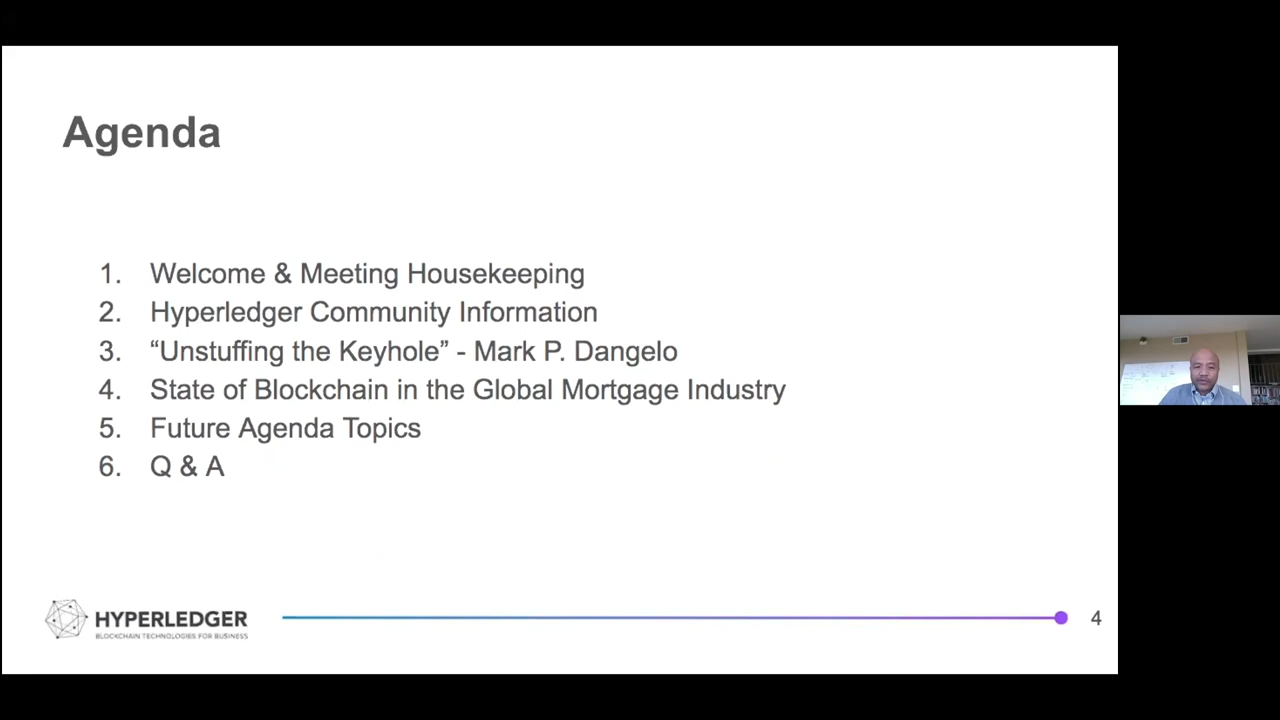 Agenda
1. Welcome & Meeting Housekeeping
2. Hyperledger Community Information
3. “Unstuffing the Keyhole” - Mark P. Dangelo
4. State of Blockchain in the Global Mortgage Industry
5. Future Agenda Topics
6. Q & A
HYPERLEDGER
BLOCKCHAIN TECHNOLOGIES FOR BUSINESS
4